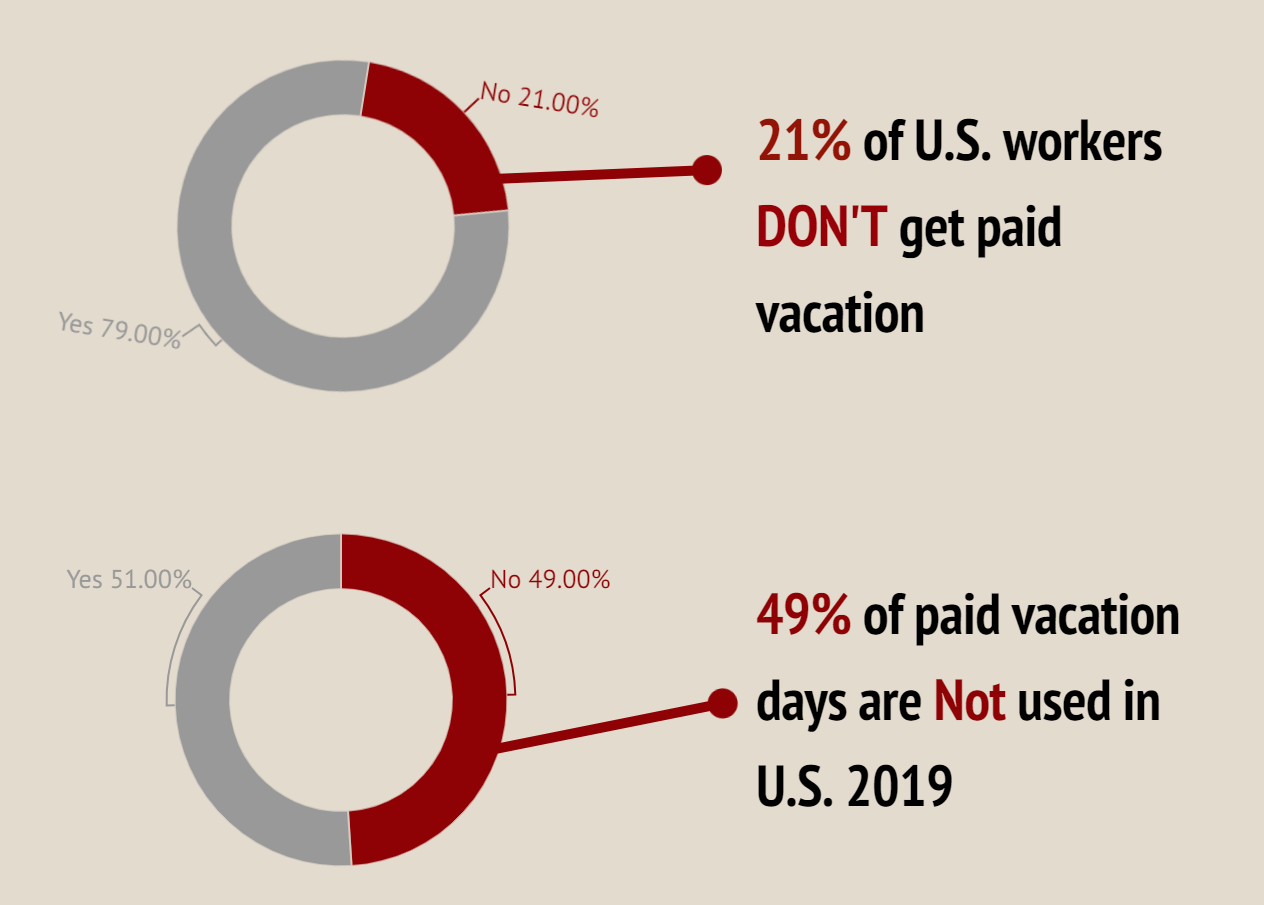 No 21.00%
Yes 79.00%
21% of U.S. workers
DON'T get paid
vacation
Yes 51.00%
No 49.00%
49% of paid vacation
days are Not used in
U.S. 2019